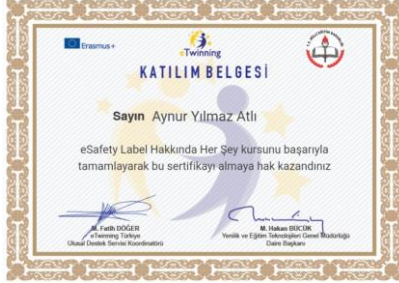 Erasmus+
eTwinning
KATILIM BELGESİ
Sayın Aynur Yılmaz Atlı
eSafety Label Hakkında Her Şey kursunu başarıyla
tamamlayarak bu sertifikayı almaya hak kazandınız
M. Fatih DÖĞER
eTwinning Türkiye
Ulusal Destek Servisi Koordinatörü
M. Hakan BÜCÜK
Yenilik ve Eğitim Teknolojileri Genel Müdürlüğü
Daire Başkanı